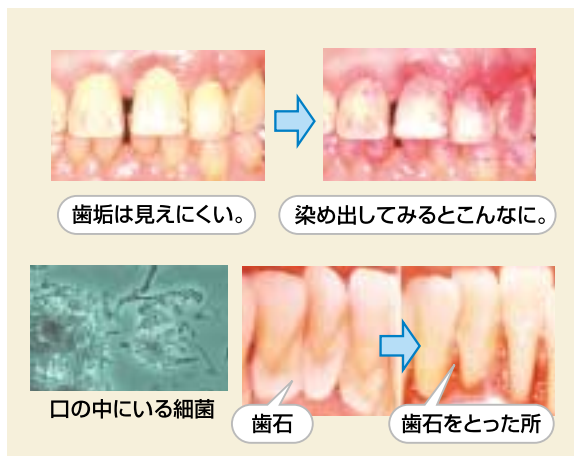 歯垢は見えにくい。
染め出してみるとこんなに。
口の中にいる細菌
歯石
歯石をとった所